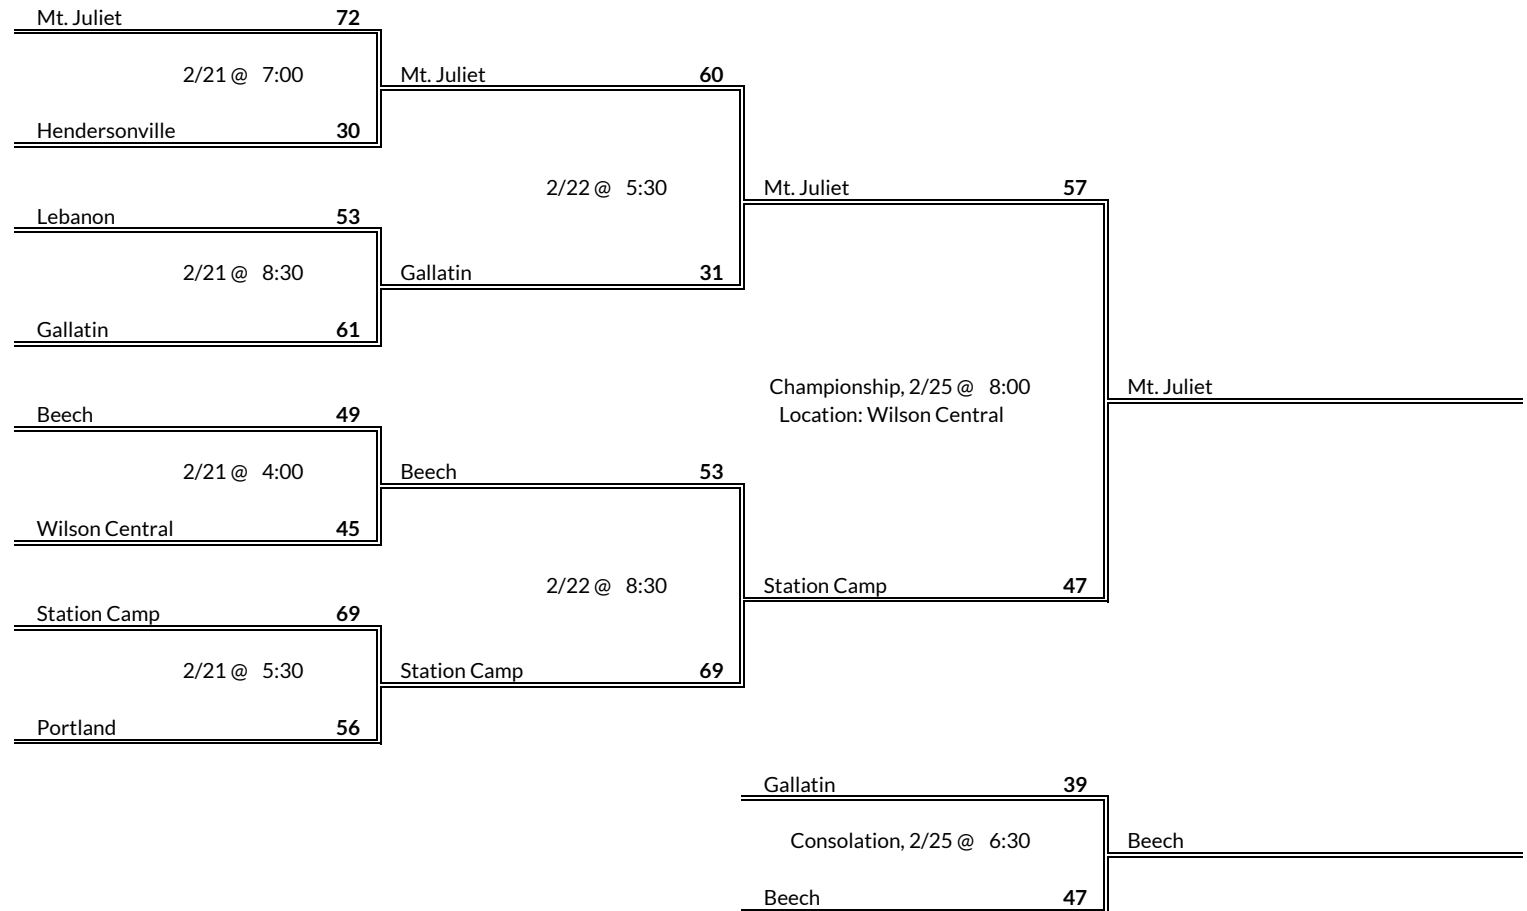 Mt. Juliet 72
2/21 @ 7:00
Mt. Juliet 60
Hendersonville 30
2/22 @ 5:30
Mt. Juliet 57
Lebanon 53
2/21 @ 8:30
Gallatin 31
Gallatin 61
Championship, 2/25 @ 8:00
Mt. Juliet
Location: Wilson Central
Beech 49
2/21 @ 4:00
Beech 53
Wilson Central 45
2/22 @ 8:30
Station Camp 47
Station Camp 69
2/21 @ 5:30
Station Camp 69
Portland 56
Gallatin 39
Consolation, 2/25 @ 6:30
Beech
Beech 47